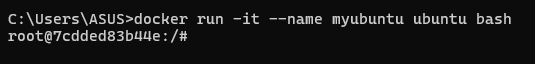 C:\Users\ASUS>docker run -it --name myubuntu ubuntu bash
root@7cdded83b44e:/#